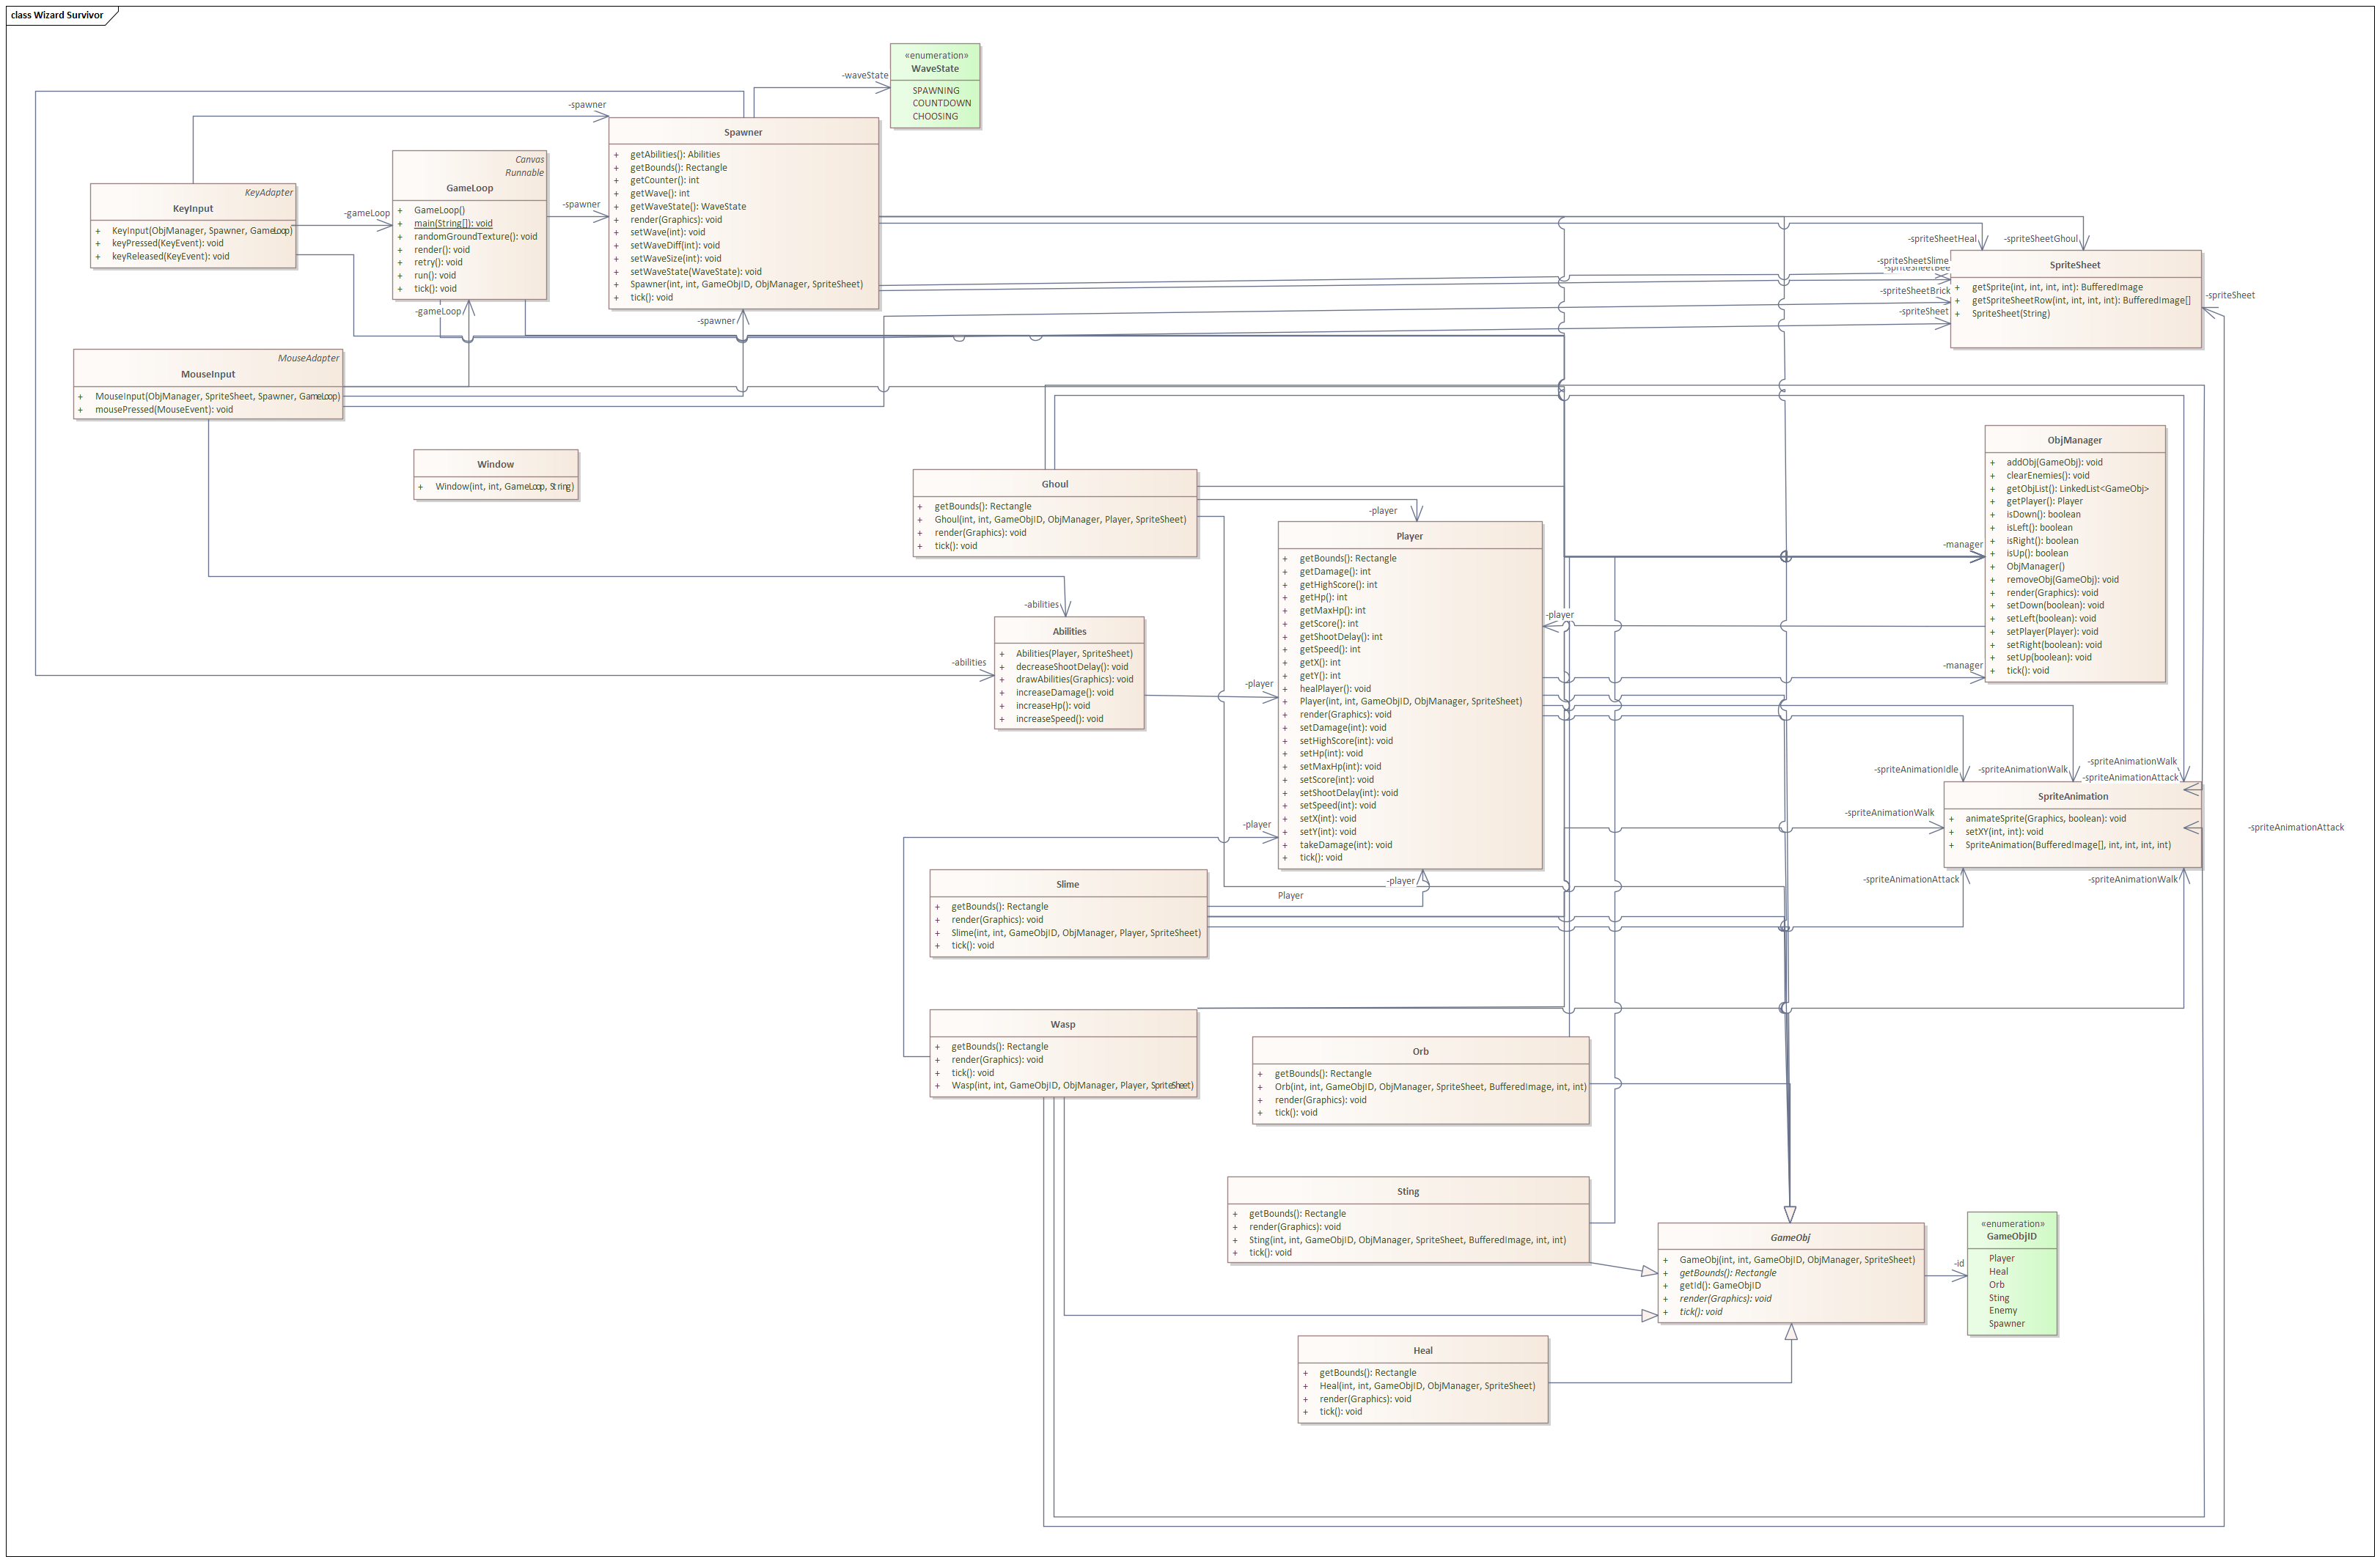 class Wizard Survivor
«enumeration»
WaveState
SPAWNING
COUNTDOWN
CHOOSING
-waveState
-spawner
Spawner
+ getAbilities(): Abilities
+ getBounds(): Rectangle
+ getCounter(): int
+ getWave(): int
+ getWaveState(): WaveState
+ render(Graphics): void
+ setWave(int): void
+ setWaveDiff(int): void
+ setWaveSize(int): void
+ setWaveState(WaveState): void
+ Spawner(int, int, GameObjID, ObjManager, SpriteSheet)
+ tick(): void
Canvas
Runnable
GameLoop
+ GameLoop()
+ main(String[]): void
+ randomGroundTexture(): void
+ render(): void
+ retry(): void
+ run(): void
+ tick(): void
-spawner
KeyAdapter
KeyInput
+ KeyInput(ObjManager, Spawner, GameLoop)
+ keyPressed(KeyEvent): void
+ keyReleased(KeyEvent): void
-gameLoop
-gameLoop
-spawner
MouseAdapter
MouseInput
+ MouseInput(ObjManager, SpriteSheet, Spawner, GameLoop)
+ mousePressed(MouseEvent): void
-spriteSheetHeal
-spriteSheetGhoul
-spriteSheetSlime
-spriteSheetBee
-spriteSheetBrick
-spriteSheet
-spriteSheet
SpriteSheet
+ getSprite(int, int, int, int): BufferedImage
+ getSpriteSheetRow(int, int, int, int): BufferedImage[]
+ SpriteSheet(String)
Window
+ Window(int, int, GameLoop, String)
Ghoul
+ getBounds(): Rectangle
+ Ghoul(int, int, GameObjID, ObjManager, Player, SpriteSheet)
+ render(Graphics): void
+ tick(): void
-player
Player
+ getBounds(): Rectangle
+ getDamage(): int
+ getHighScore(): int
+ getHp(): int
+ getMaxHp(): int
+ getScore(): int
+ getShootDelay(): int
+ getSpeed(): int
+ getX(): int
+ getY(): int
+ healPlayer(): void
+ Player(int, int, GameObjID, ObjManager, SpriteSheet)
+ render(Graphics): void
+ setDamage(int): void
+ setHighScore(int): void
+ setHp(int): void
+ setMaxHp(int): void
+ setScore(int): void
+ setShootDelay(int): void
+ setSpeed(int): void
+ setX(int): void
+ setY(int): void
+ takeDamage(int): void
+ tick(): void
ObjManager
+ addObj(GameObj): void
+ clearEnemies(): void
+ getObjList(): LinkedList<GameObj>
+ getPlayer(): Player
+ isDown(): boolean
+ isLeft(): boolean
+ isRight(): boolean
+ isUp(): boolean
+ ObjManager()
+ removeObj(GameObj): void
+ render(Graphics): void
+ setDown(boolean): void
+ setLeft(boolean): void
+ setPlayer(Player): void
+ setRight(boolean): void
+ setUp(boolean): void
+ tick(): void
-manager
-player
-manager
-abilities
-abilities
Abilities
+ Abilities(Player, SpriteSheet)
+ decreaseShootDelay(): void
+ drawAbilities(Graphics): void
+ increaseDamage(): void
+ increaseHp(): void
+ increaseSpeed(): void
-player
-player
-player
Player
-spriteAnimationIdle
-spriteAnimationWalk
-spriteAnimationWalk
-spriteAnimationAttack
-spriteAnimationWalk
-spriteAnimationAttack
-spriteAnimationAttack
-spriteAnimationWalk
SpriteAnimation
+ animateSprite(Graphics, boolean): void
+ setXY(int, int): void
+ SpriteAnimation(BufferedImage[], int, int, int, int)
Slime
+ getBounds(): Rectangle
+ render(Graphics): void
+ Slime(int, int, GameObjID, ObjManager, Player, SpriteSheet)
+ tick(): void
Wasp
+ getBounds(): Rectangle
+ render(Graphics): void
+ tick(): void
+ Wasp(int, int, GameObjID, ObjManager, Player, SpriteSheet)
Orb
+ getBounds(): Rectangle
+ Orb(int, int, GameObjID, ObjManager, SpriteSheet, BufferedImage, int, int)
+ render(Graphics): void
+ tick(): void
Sting
+ getBounds(): Rectangle
+ render(Graphics): void
+ Sting(int, int, GameObjID, ObjManager, SpriteSheet, BufferedImage, int, int)
+ tick(): void
GameObj
+ GameObj(int, int, GameObjID, ObjManager, SpriteSheet)
+ getBounds(): Rectangle
+ getId(): GameObjID
+ render(Graphics): void
+ tick(): void
-id
«enumeration»
GameObjID
Player
Heal
Orb
Sting
Enemy
Spawner
Heal
+ getBounds(): Rectangle
+ Heal(int, int, GameObjID, ObjManager, SpriteSheet)
+ render(Graphics): void
+ tick(): void